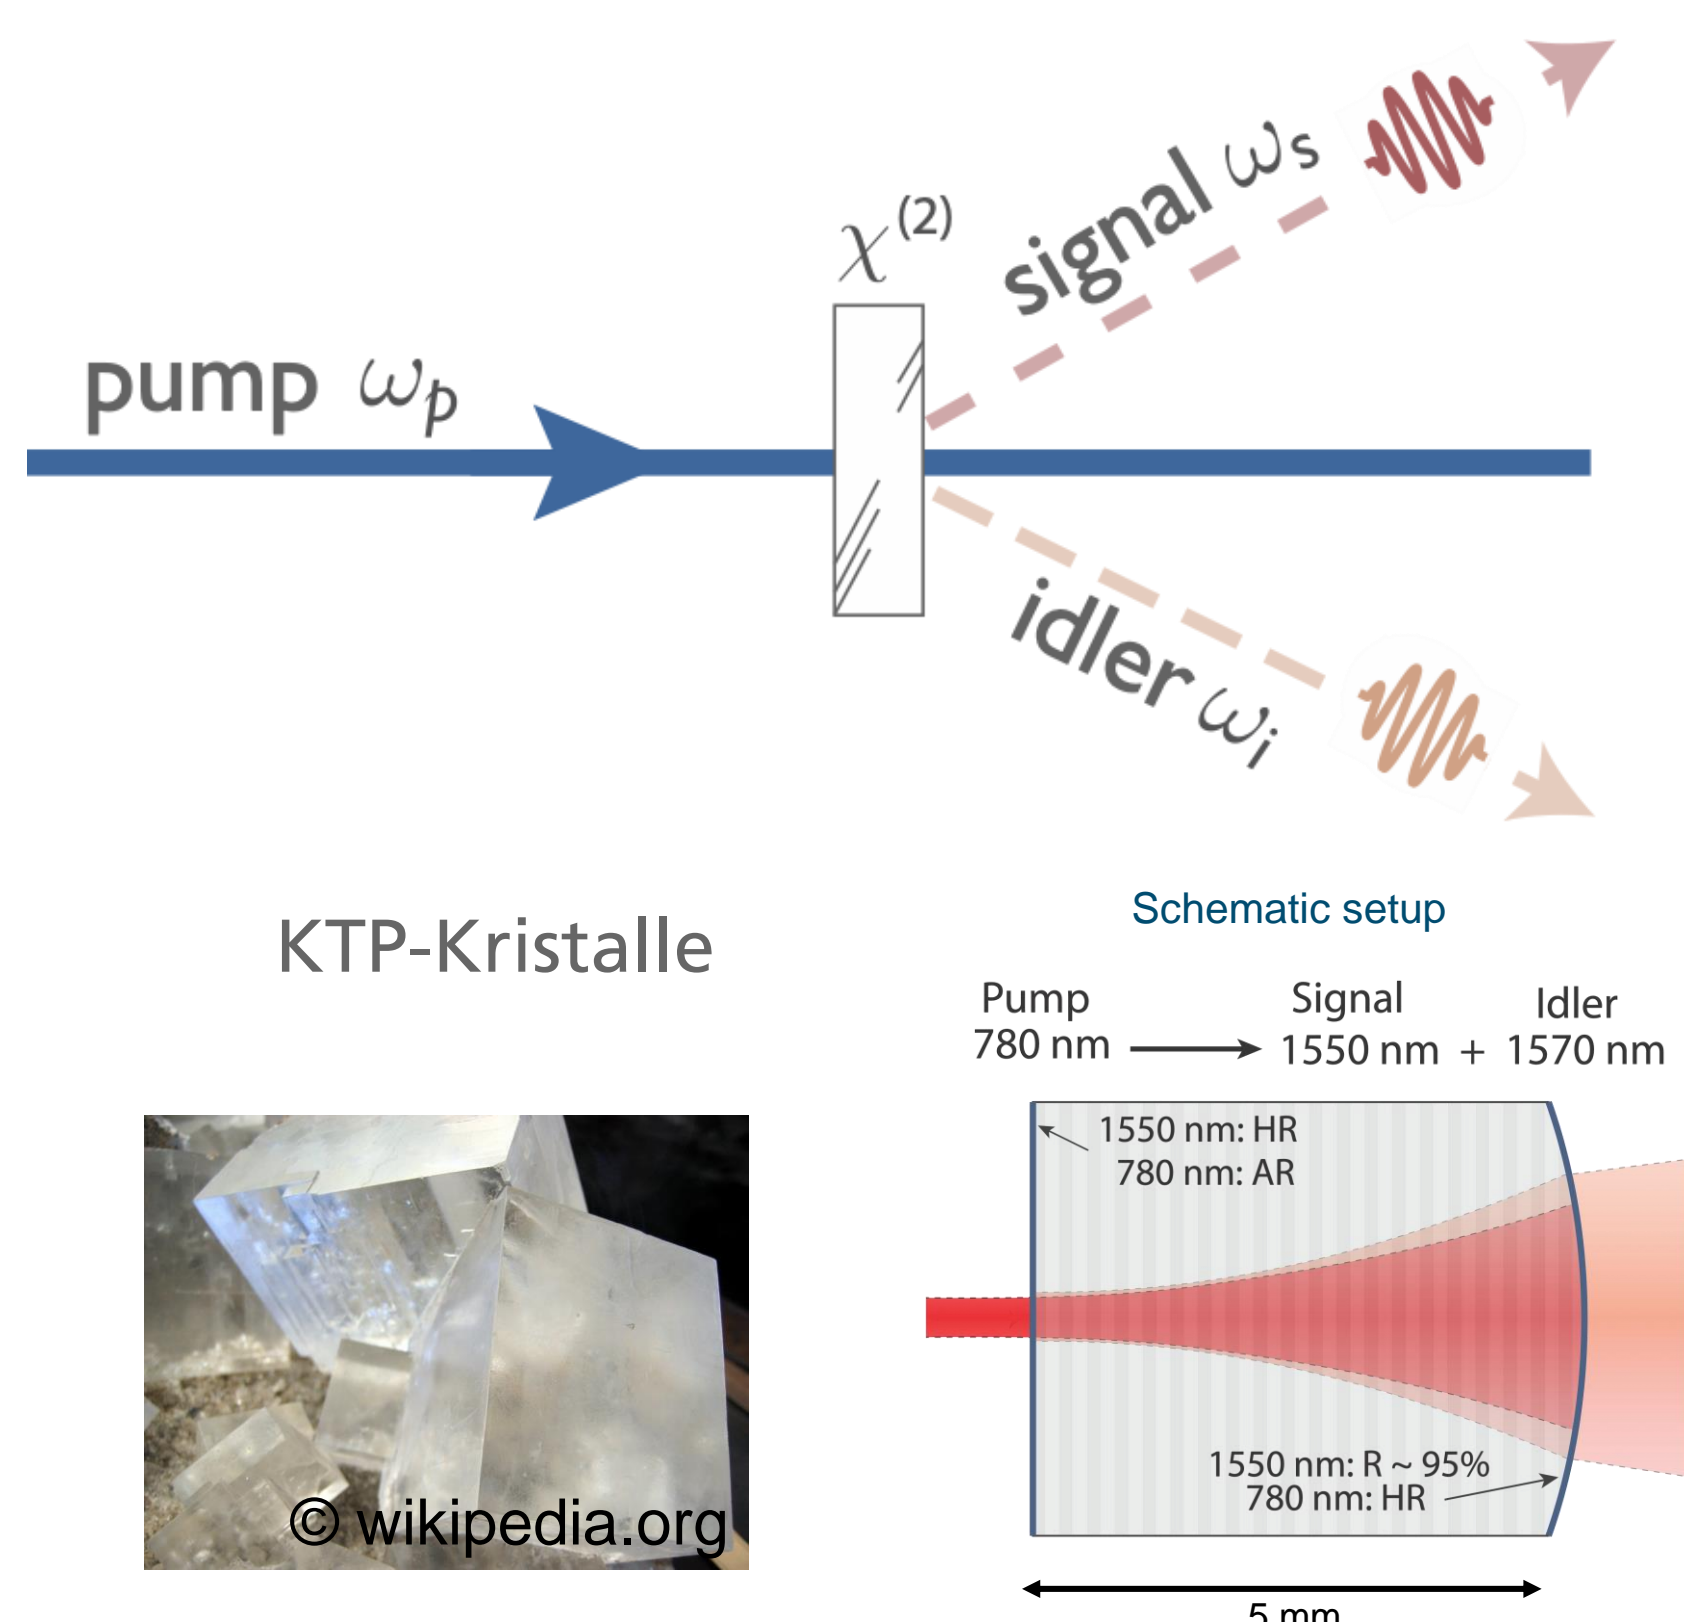 signal ωs
χ(2)
pump ωp
idler ωi
KTP-Kristalle
Schematic setup
Pump Signal Idler
780 nm → 1550 nm + 1570 nm
1550 nm: HR
780 nm: AR
1550 nm: R ~ 95%
780 nm: HR
© wikipedia.org
5 mm